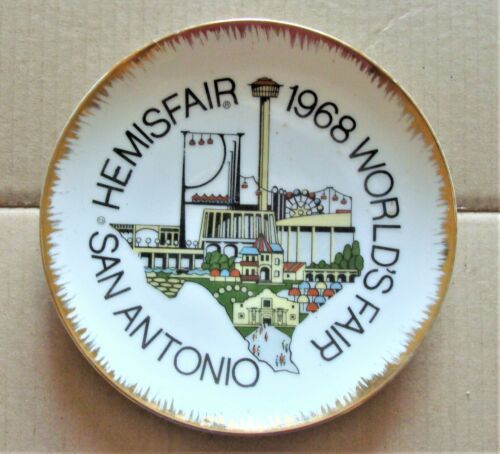 HEMISFAIR® 1968 WORLD'S FAIR
® SAN ANTONIO